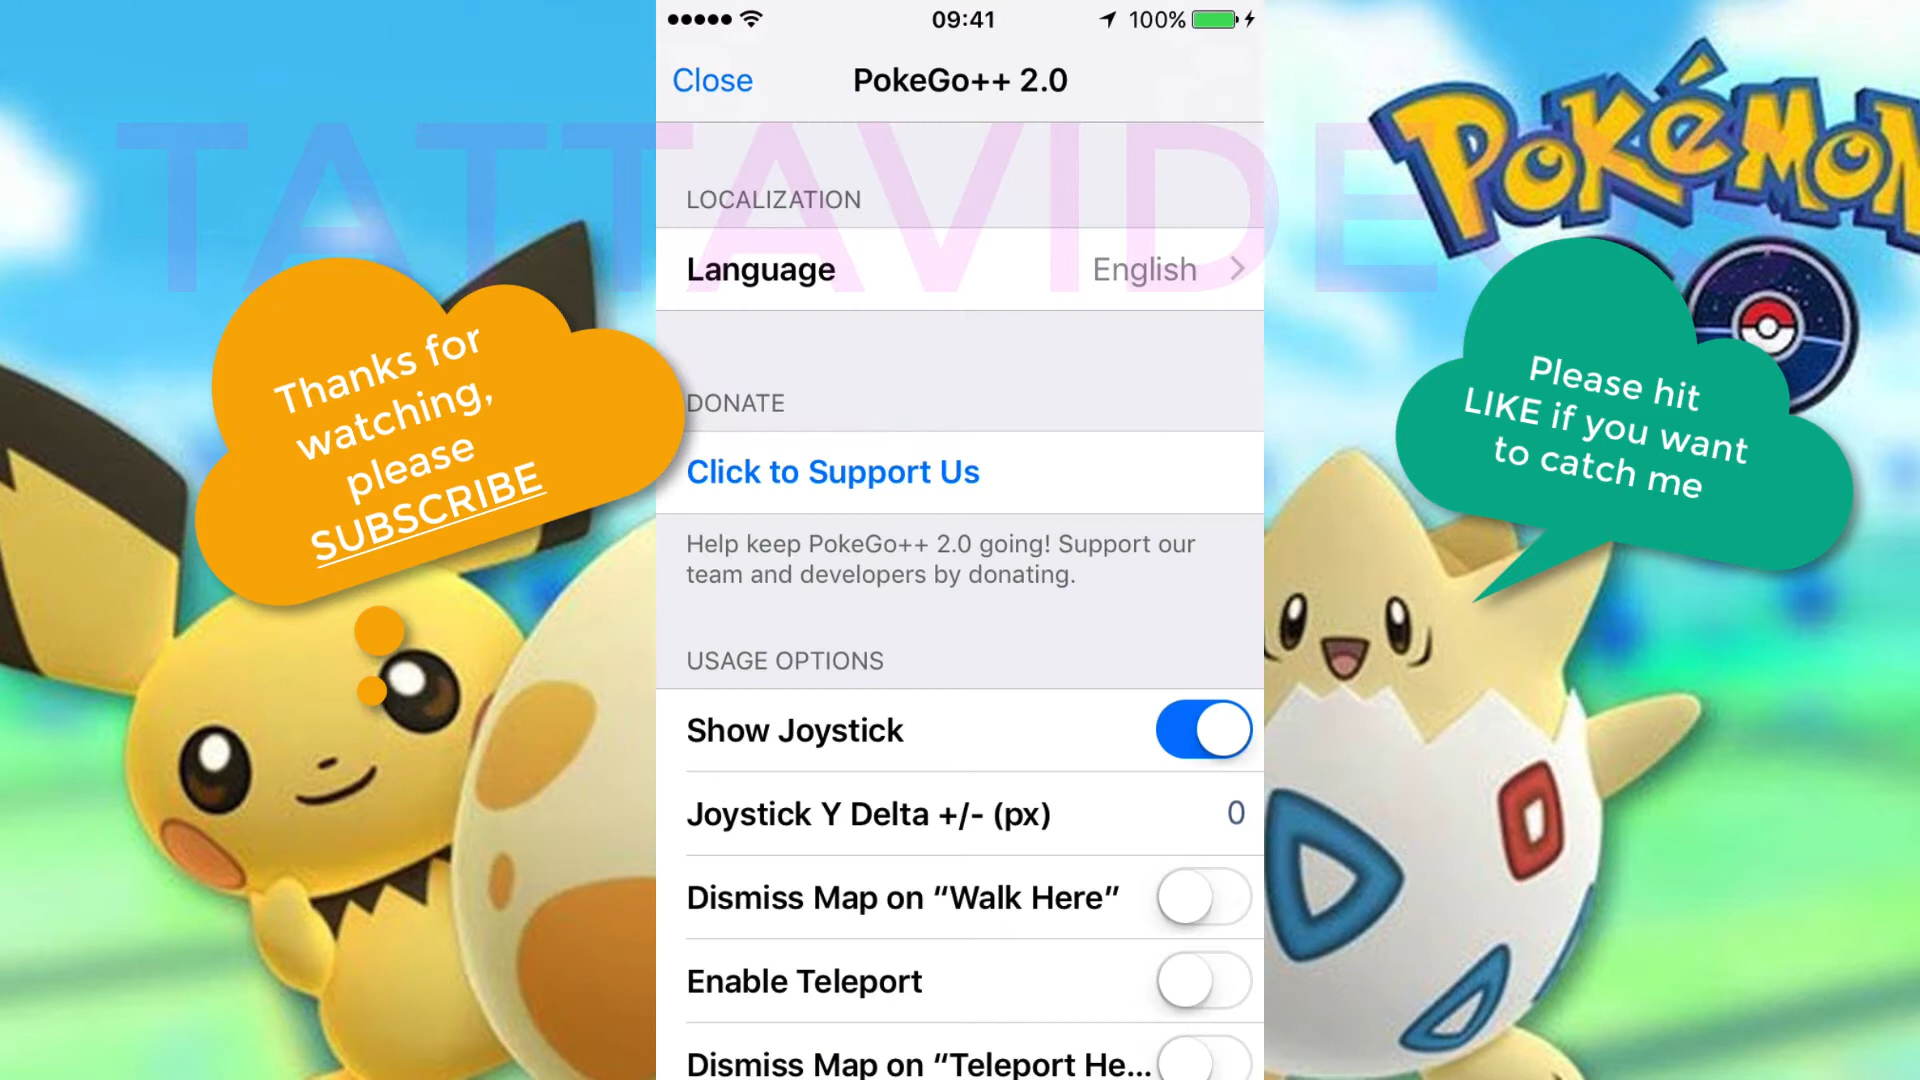 09:41
100%
Close
PokeGo++ 2.0
TATTAVIDE
POKÉMON
LOCALIZATION
Language
English
Thanks for
watching,
please
SUBSCRIBE
Please hit
LIKE if you want
to catch me
DONATE
Click to Support Us
Help keep PokeGo++ 2.0 going! Support our
team and developers by donating.
USAGE OPTIONS
Show Joystick
Joystick Y Delta +/- (px)
0
Dismiss Map on “Walk Here”
Enable Teleport
Dismiss Map on “Teleport He...